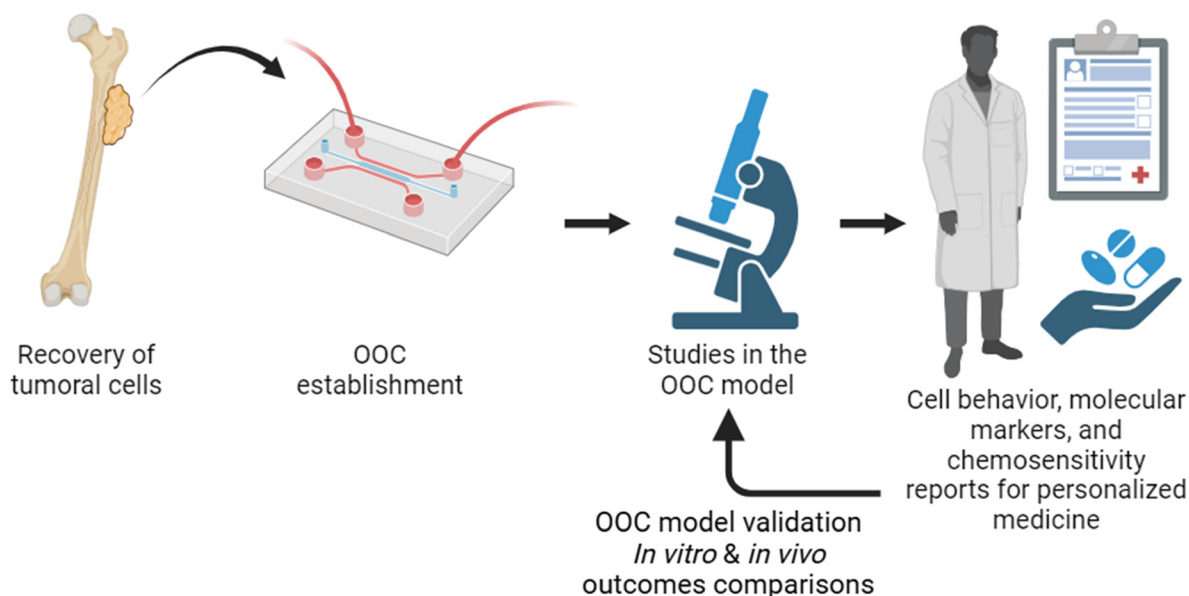 Recovery of
tumoral cells
OOC
establishment
Studies in the
OOC model
Cell behavior, molecular
markers, and
chemosensitivity
reports for personalized
medicine
OOC model validation
In vitro & in vivo
outcomes comparisons